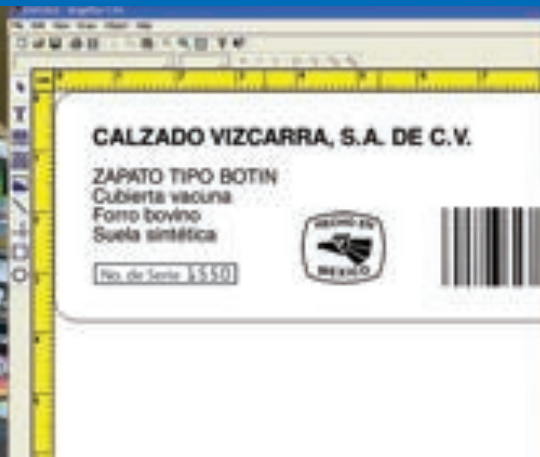 CALZADO VIZCARRA, S.A. DE C.V.
ZAPATO TIPO BOTIN
Cubierta vacuna
Forro bovino
Suela sintética
No. de Serie 1550
HECHO EN
MEXICO